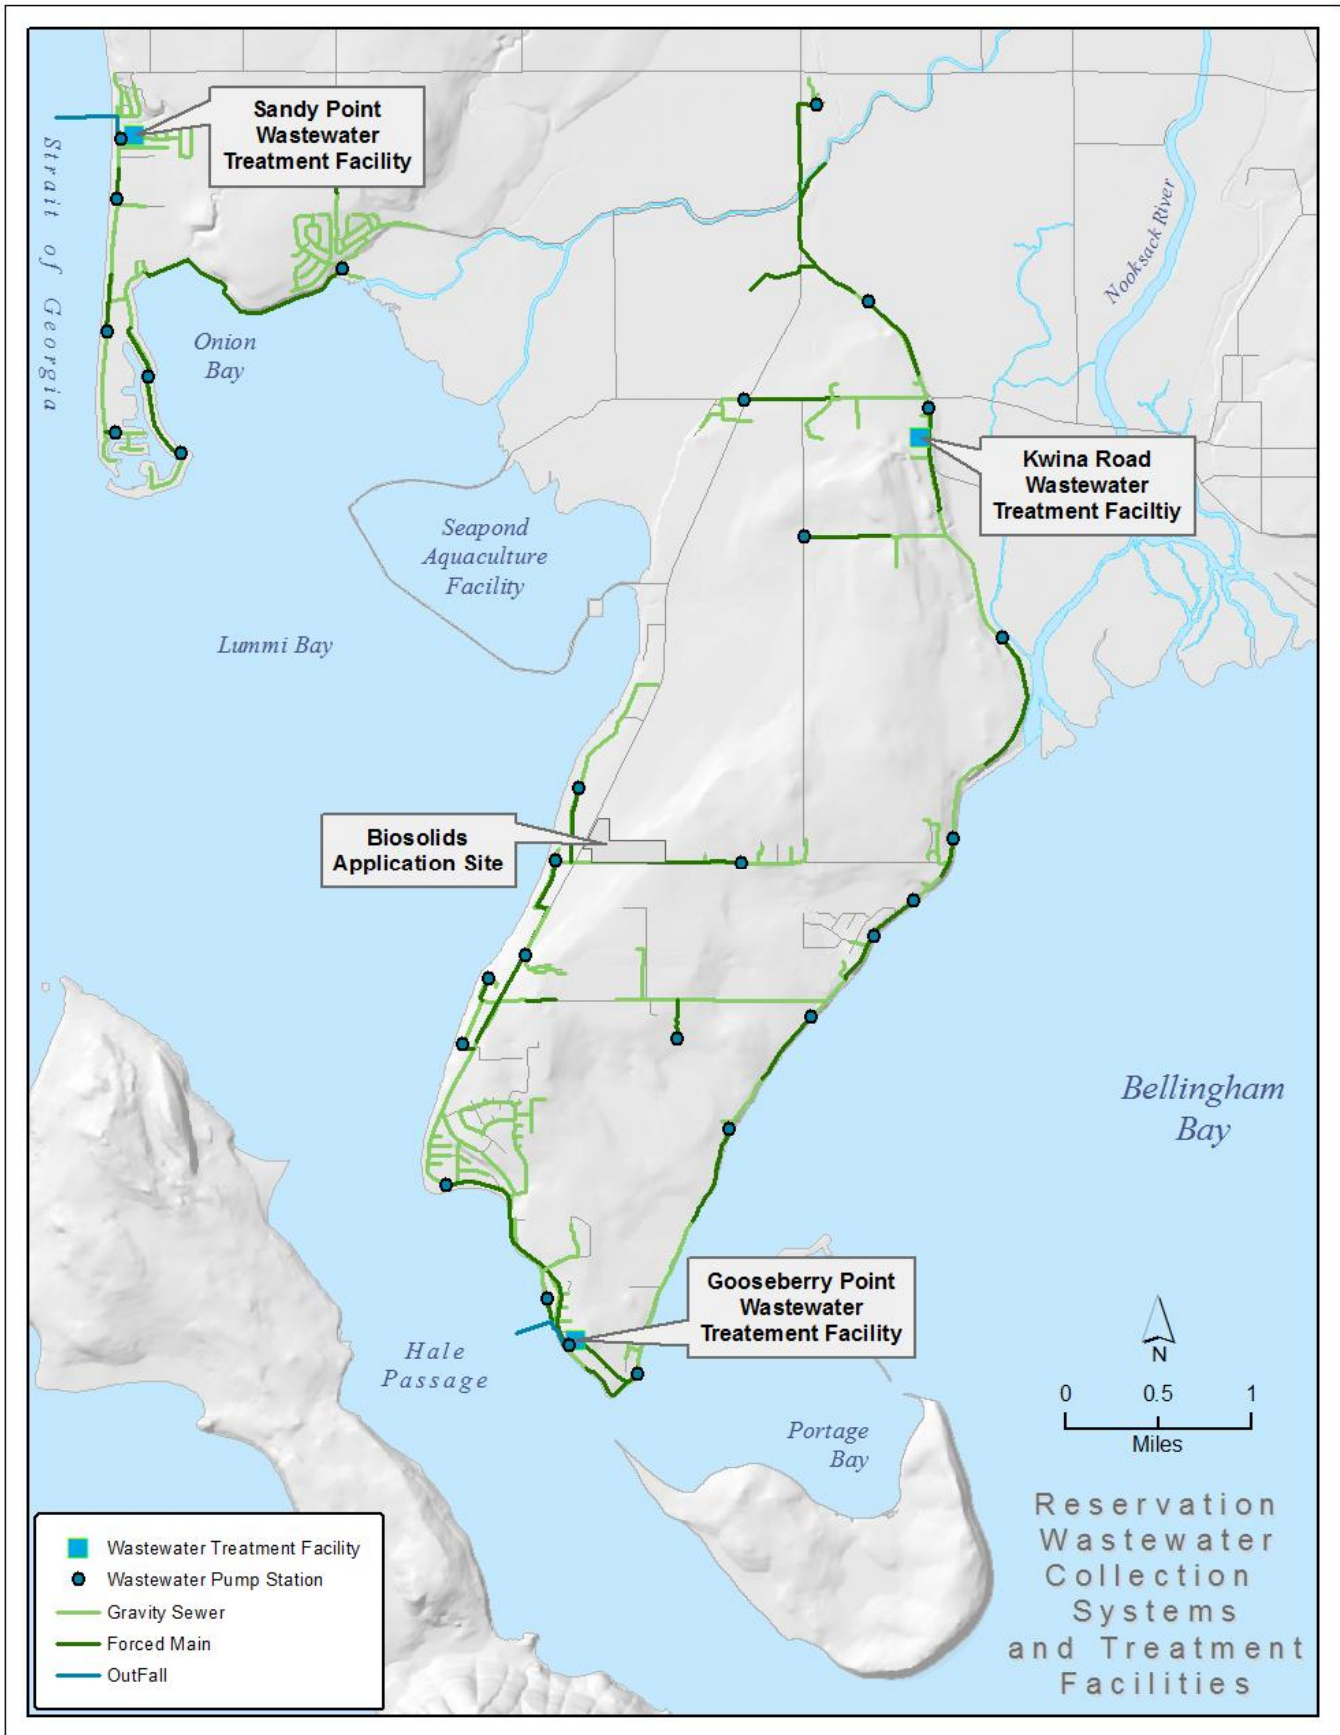 Sandy Point
Wastewater
Treatment Facility
Strait of Georgia
Nooksack River
Onion
Bay
Kwina Road
Wastewater
Treatment Faciltiy
Seapond
Aquaculture
Facility
Lummi Bay
Biosolids
Application Site
Bellingham
Bay
Gooseberry Point
Wastewater
Treatement Facility
Hale
Passage
N
0 0.5 1
Miles
Portage
Bay
Reservation
Wastewater
Collection
Systems
and Treatment
Facilities
Wastewater Treatment Facility
Wastewater Pump Station
Gravity Sewer
Forced Main
OutFall